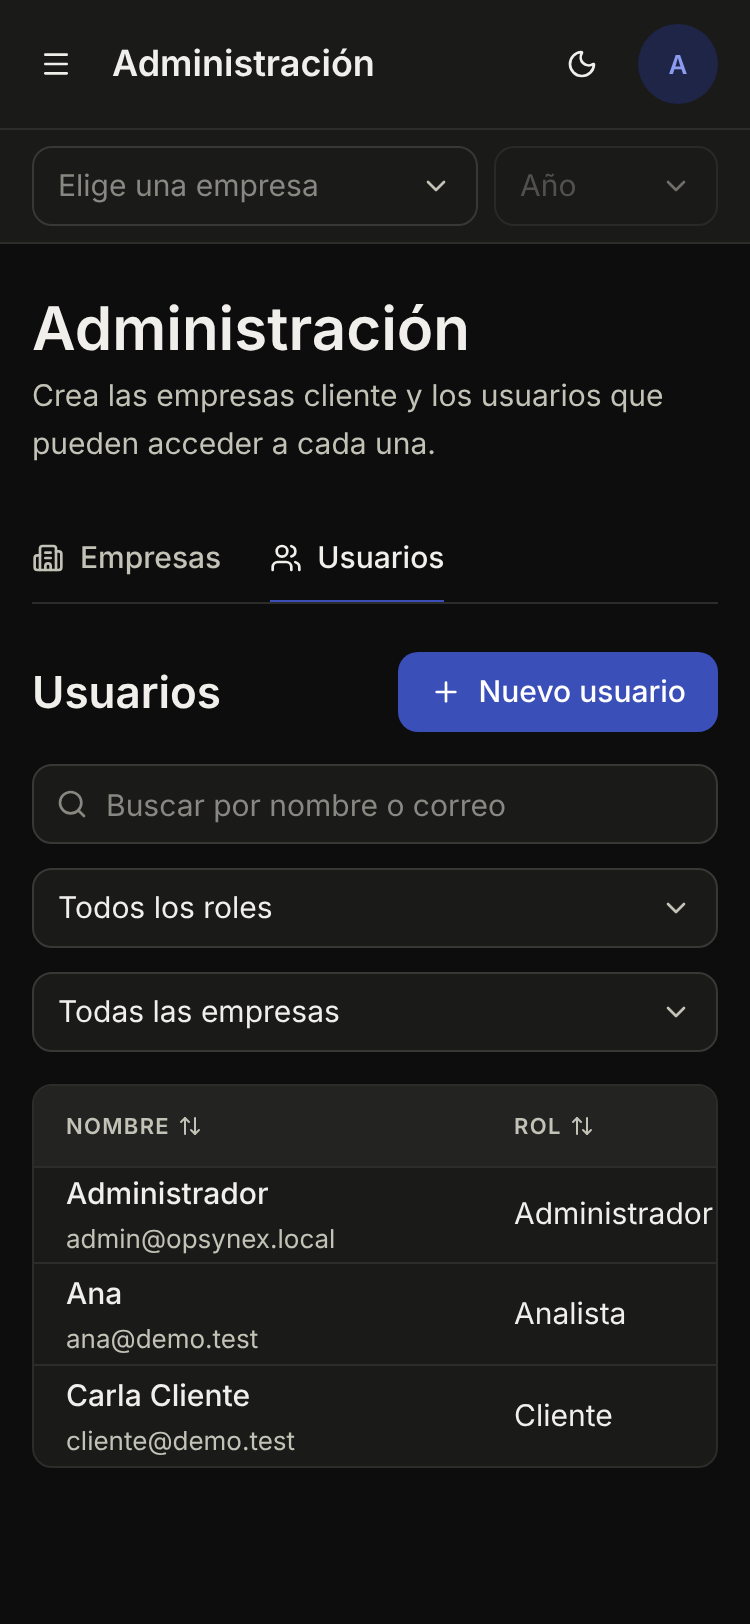 Administración
A
Elige una empresa
Año
Administración
Crea las empresas cliente y los usuarios que
pueden acceder a cada una.
Empresas
Usuarios
Usuarios
Nuevo usuario
Buscar por nombre o correo
Todos los roles
Todas las empresas
NOMBRE
ROL
Administrador
admin@opsynex.local
Administrador
Ana
ana@demo.test
Analista
Carla Cliente
cliente@demo.test
Cliente